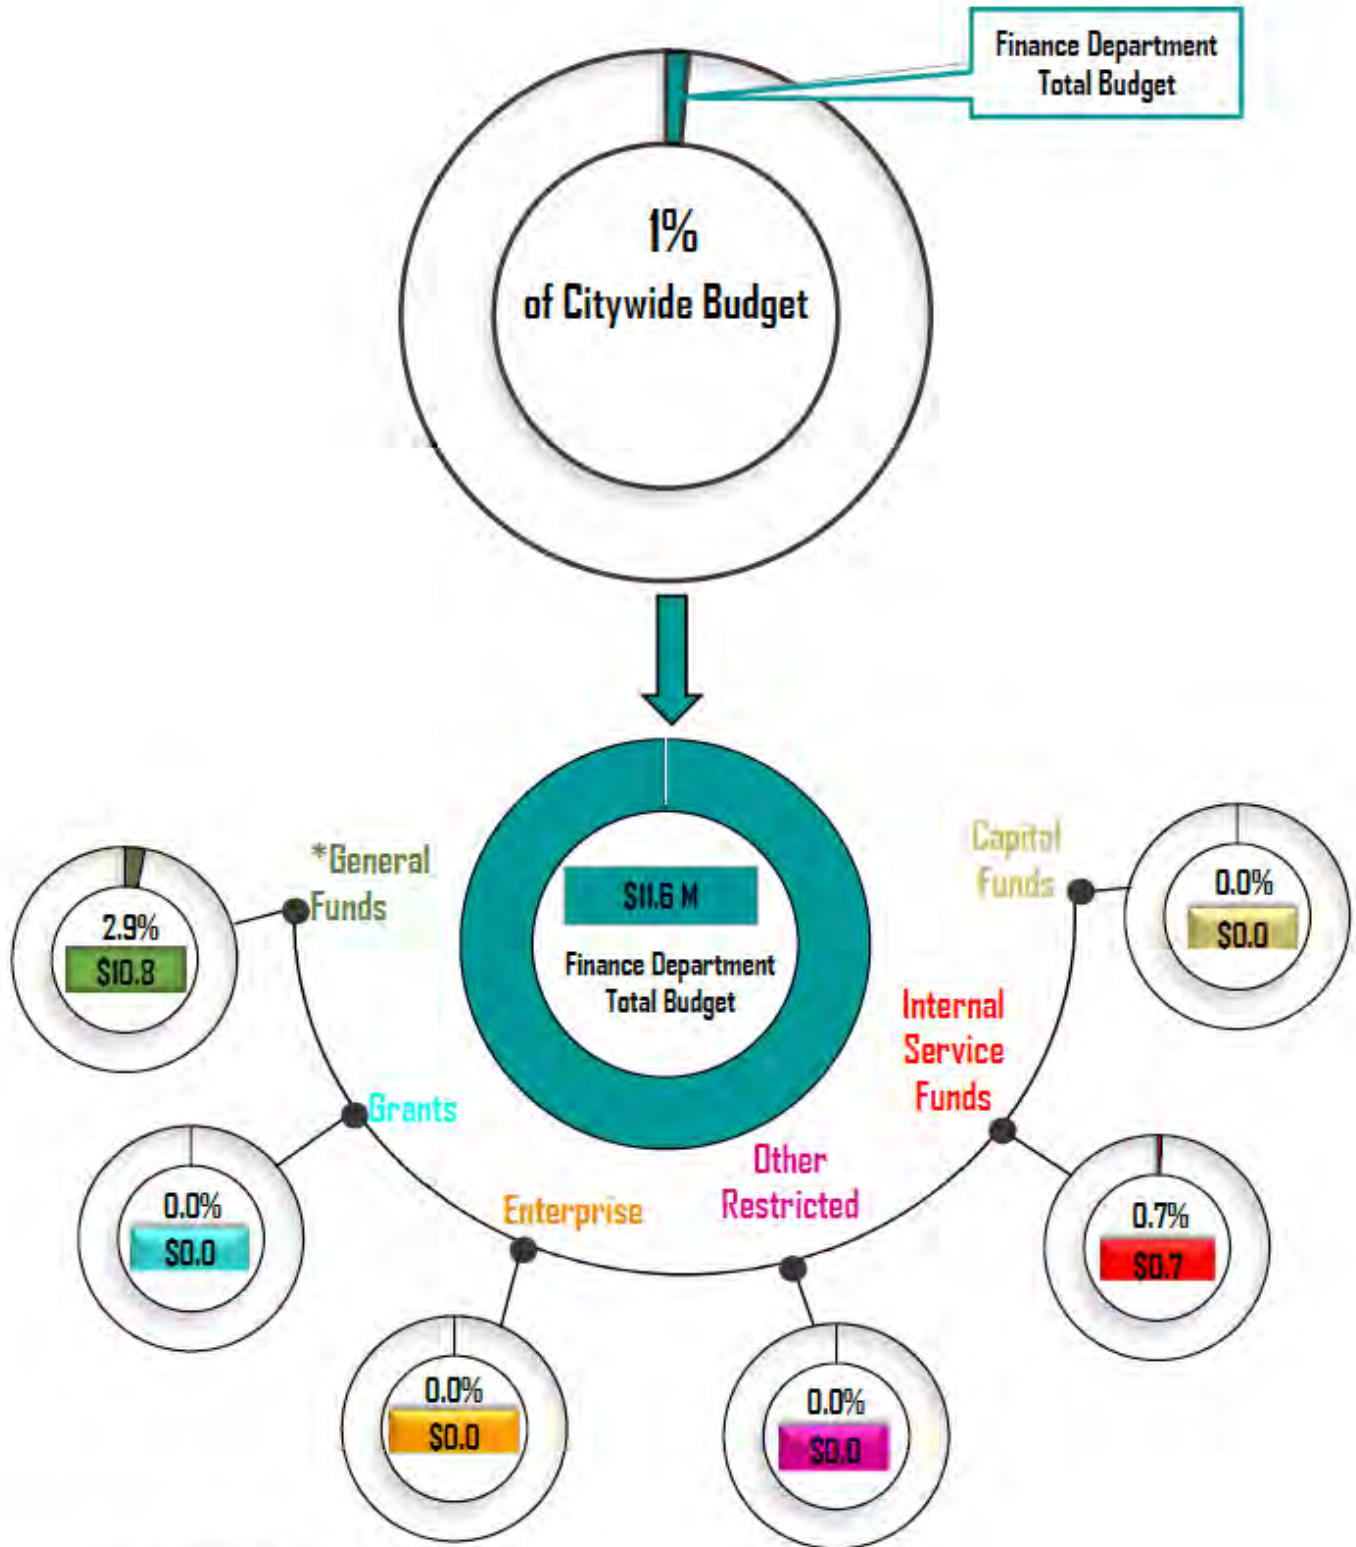 Finance Department
Total Budget
1%
of Citywide Budget
$11.6 M
Finance Department
Total Budget
*General
Funds
2.9%
$10.8
Grants
0.0%
$0.0
Enterprise
0.0%
$0.0
Other
Restricted
0.0%
$0.0
Internal
Service
Funds
0.7%
$0.7
Capital
Funds
0.0%
$0.0